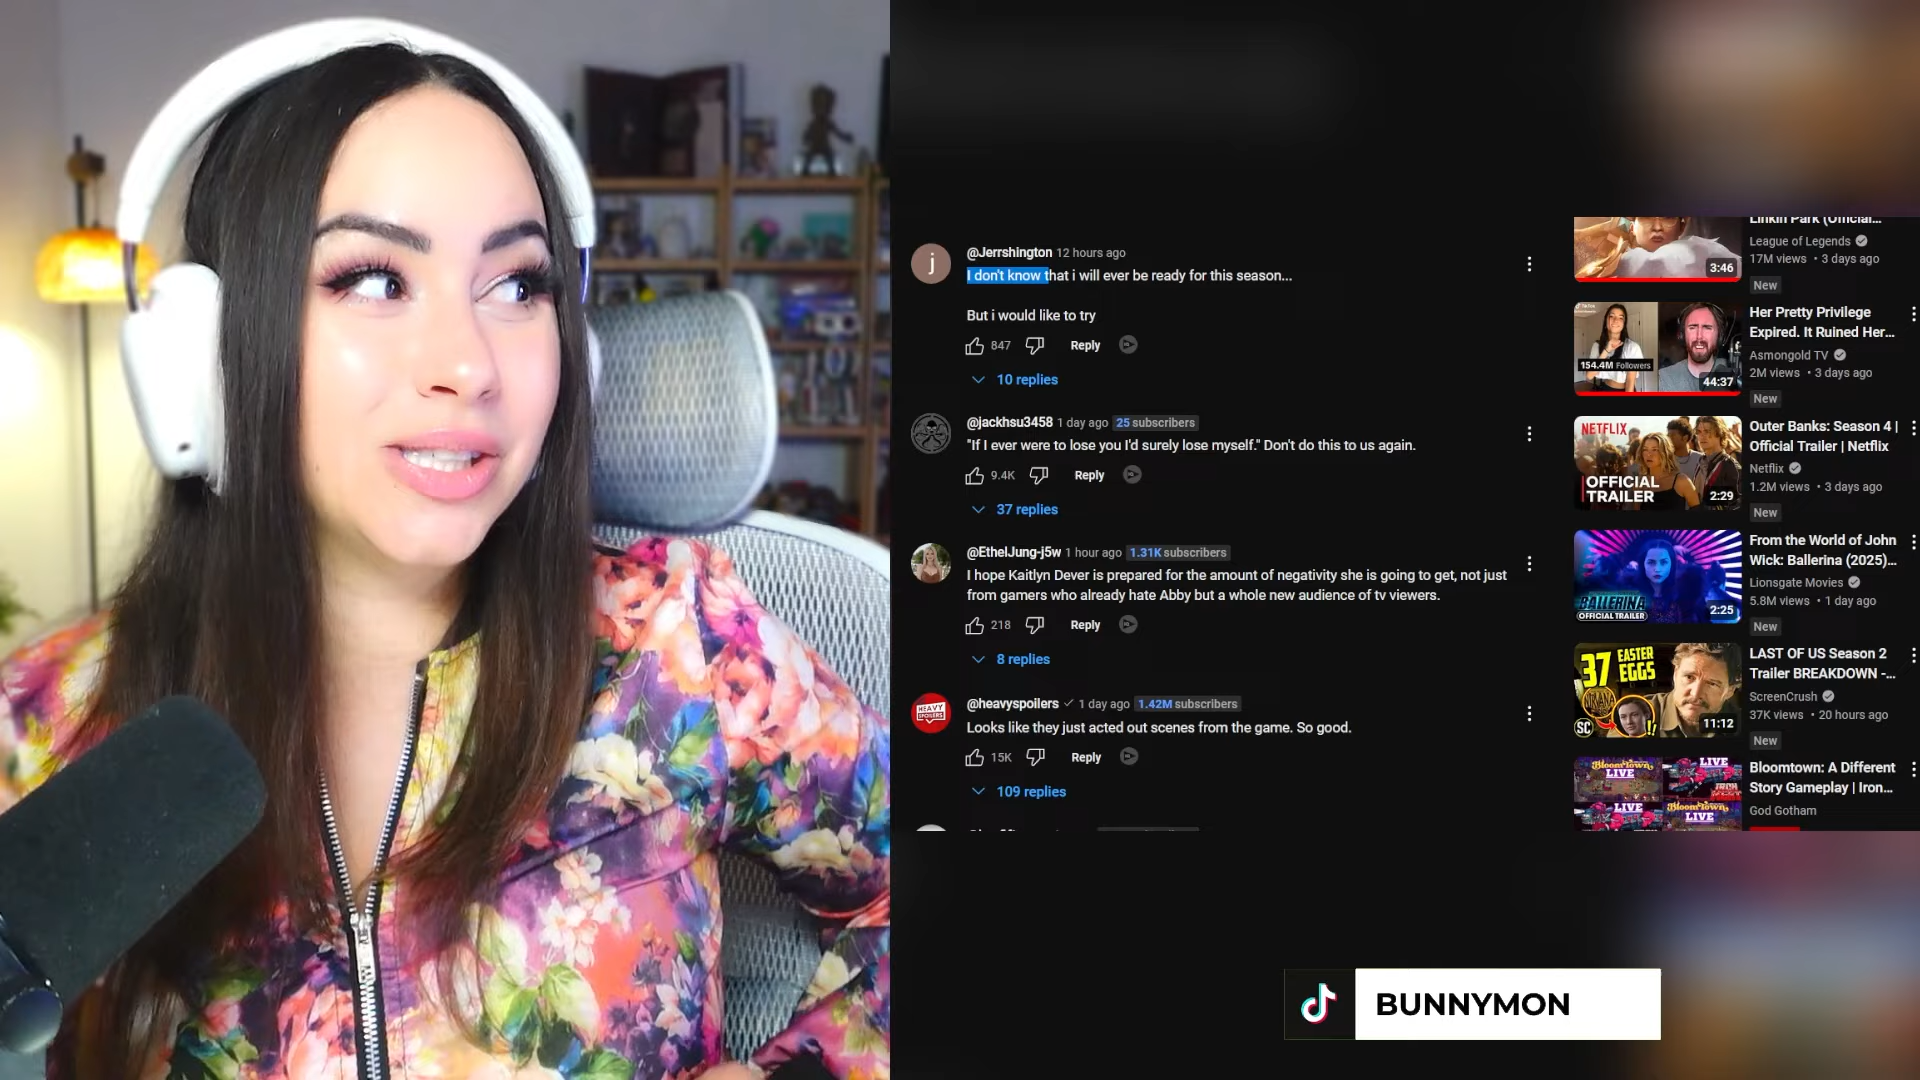 @Jerrshington 12 hours ago
I don't know that i will ever be ready for this season...
But i would like to try
847 Reply
10 replies
@jackhsu3458 1 day ago 25 subscribers
"If I ever were to lose you I'd surely lose myself." Don't do this to us again.
9.4K Reply
37 replies
@EthelJung-j5w 1 hour ago 1.31K subscribers
I hope Kaitlyn Dever is prepared for the amount of negativity she is going to get, not just
from gamers who already hate Abby but a whole new audience of tv viewers.
218 Reply
8 replies
HEAVY
SPOILERS
@heavyspoilers 1 day ago 1.42M subscribers
Looks like they just acted out scenes from the game. So good.
15K Reply
109 replies
Linkin Park (Official...
League of Legends
17M views • 3 days ago
New
3:46
Her Pretty Privilege
Expired. It Ruined Her...
Asmongold TV
2M views • 3 days ago
New
154.4M Followers
44:37
Outer Banks: Season 4 |
Official Trailer | Netflix
Netflix
1.2M views • 3 days ago
New
NETFLIX
OFFICIAL
TRAILER
2:29
From the World of John
Wick: Ballerina (2025)...
Lionsgate Movies
5.8M views • 1 day ago
New
BALLERINA
OFFICIAL TRAILER
2:25
LAST OF US Season 2
Trailer BREAKDOWN -...
ScreenCrush
37K views • 20 hours ago
New
37 EASTER
EGGS
SC
!!
11:12
Bloomtown: A Different
Story Gameplay | Iron...
God Gotham
BloomTown
LIVE
LIVE
LIVE
BloomTown
LIVE
BUNNYMON